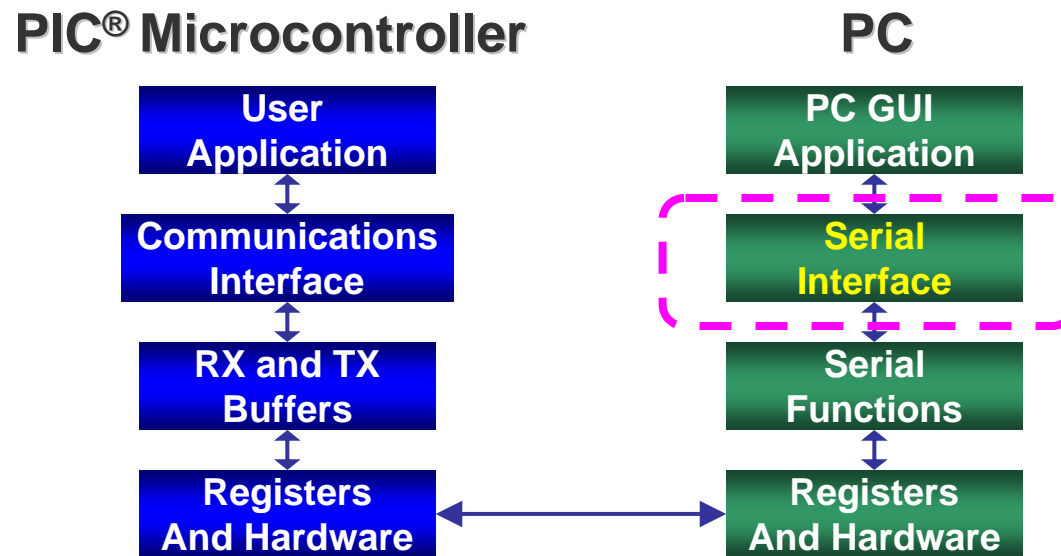 PIC® Microcontroller
PC
User
Application
PC GUI
Application
Communications
Interface
Serial
Interface
RX and TX
Buffers
Serial
Functions
Registers
And Hardware
Registers
And Hardware